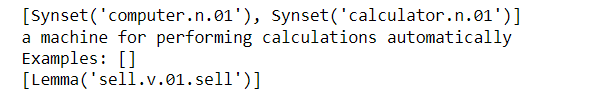 [Synset('computer.n.01'), Synset('calculator.n.01')]
a machine for performing calculations automatically
Examples: []
[Lemma('sell.v.01.sell')]